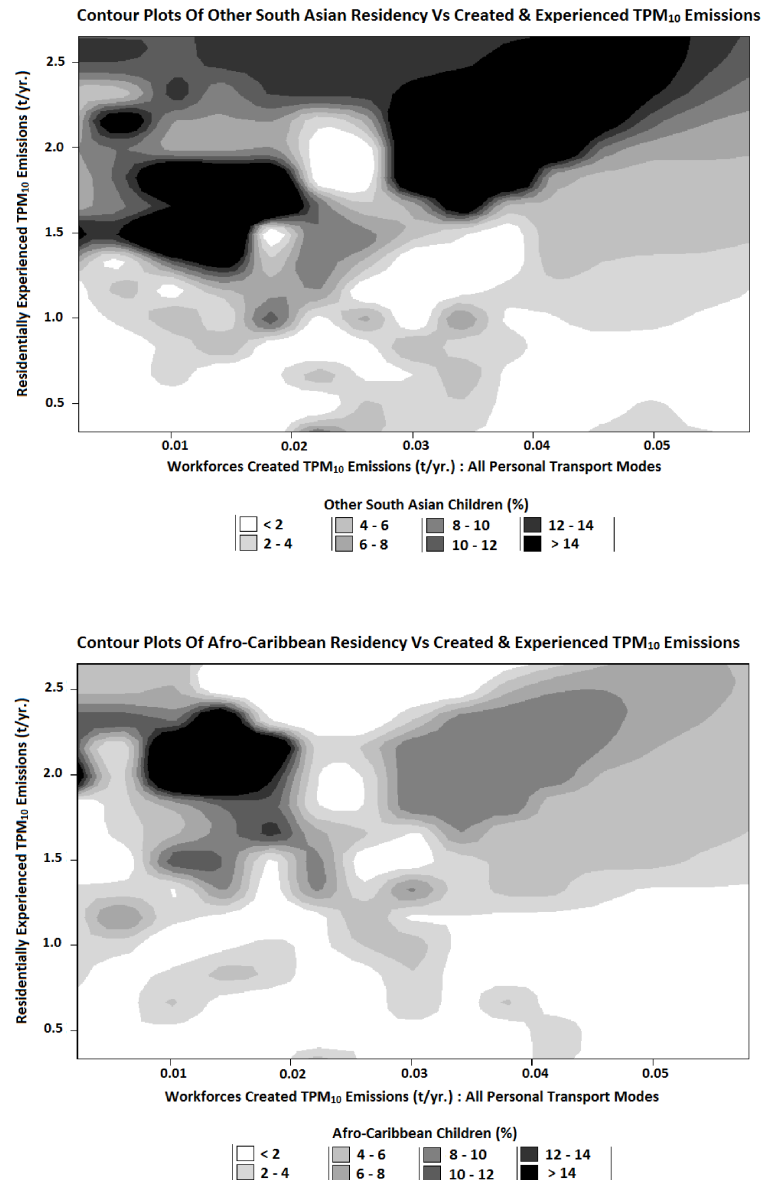 Contour Plots Of Other South Asian Residency Vs Created & Experienced TPM₁₀ Emissions
Residentially Experienced TPM₁₀ Emissions (t/yr.)
2.5
2.0
1.5
1.0
0.5
0.01 0.02 0.03 0.04 0.05
Workforces Created TPM₁₀ Emissions (t/yr.) : All Personal Transport Modes
Other South Asian Children (%)
< 2 4 - 6 8 - 10 12 - 14
2 - 4 6 - 8 10 - 12 > 14
Contour Plots Of Afro-Caribbean Residency Vs Created & Experienced TPM₁₀ Emissions
Residentially Experienced TPM₁₀ Emissions (t/yr.)
2.5
2.0
1.5
1.0
0.5
0.01 0.02 0.03 0.04 0.05
Workforces Created TPM₁₀ Emissions (t/yr.) : All Personal Transport Modes
Afro-Caribbean Children (%)
< 2 4 - 6 8 - 10 12 - 14
2 - 4 6 - 8 10 - 12 > 14